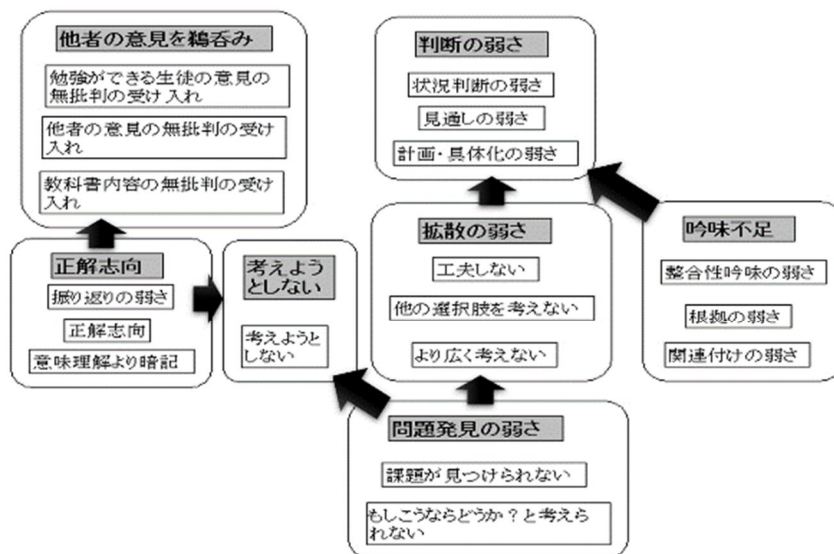 他者の意見を鵜呑み
勉強ができる生徒の意見の
無批判の受け入れ
他者の意見の無批判の受け
入れ
教科書内容の無批判の受け
入れ
判断の弱さ
状況判断の弱さ
見通しの弱さ
計画・具体化の弱さ
正解志向
振り返りの弱さ
正解志向
意味理解より暗記
考えよう
としない
考えようと
しない
拡散の弱さ
工夫しない
他の選択肢を考えない
より広く考えない
吟味不足
整合性吟味の弱さ
根拠の弱さ
関連付けの弱さ
問題発見の弱さ
課題が見つけられない
もしこうならどうか？と考えら
れない